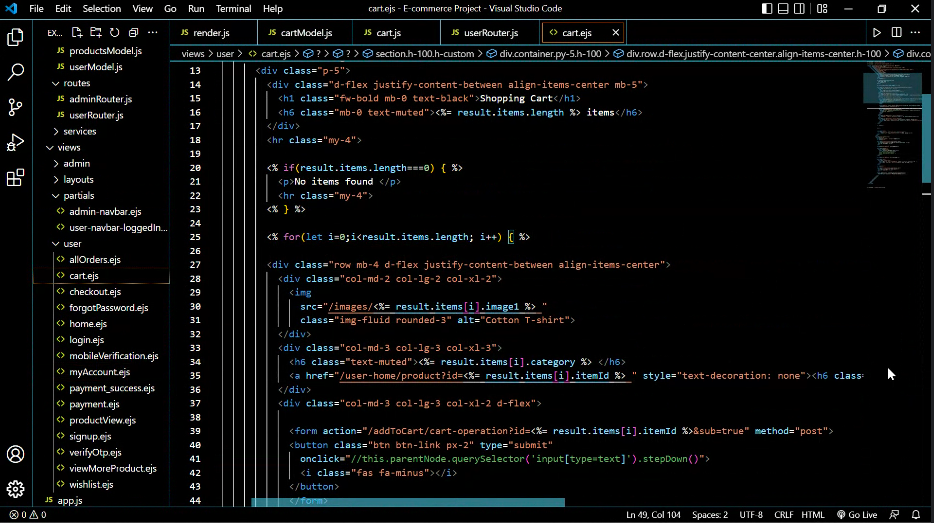 File Edit Selection View Go Run Terminal Help cart.ejs - E-commerce Project - Visual Studio Code
EX... render.js cartModel.js cart.js userRouter.js cart.ejs
views > user > cart.ejs > ? > ? > section.h-100.h-custom > div.container.py-5.h-100 > div.row.d-flex.justify-content-center.align-items-center.h-100 > div.co
productsModel.js
userModel.js
routes
adminRouter.js
userRouter.js
services
views
admin
layouts
partials
admin-navbar.ejs
user-navbar-loggedIn...
user
allOrders.ejs
cart.ejs
checkout.ejs
forgotPassword.ejs
home.ejs
login.ejs
mobileVerification.ejs
myAccount.ejs
payment_success.ejs
payment.ejs
productView.ejs
signup.ejs
verifyOtp.ejs
viewMoreProduct.ejs
wishlist.ejs
app.js
13 <div class="p-5">
14 <div class="d-flex justify-content-between align-items-center mb-5">
15 <h1 class="fw-bold mb-0 text-black">Shopping Cart</h1>
16 <h6 class="mb-0 text-muted"><%= result.items.length %> items</h6>
17 </div>
18 <hr class="my-4">
19
20 <% if(result.items.length===0) { %>
21 <p>No items found </p>
22 <hr class="my-4">
23 <% } %>
24
25 <% for(let i=0;i<result.items.length; i++) { %>
26
27 <div class="row mb-4 d-flex justify-content-between align-items-center">
28 <div class="col-md-2 col-lg-2 col-xl-2">
29 <img
30 src="/images/<%= result.items[i].image1 %> "
31 class="img-fluid rounded-3" alt="Cotton T-shirt">
32 </div>
33 <div class="col-md-3 col-lg-3 col-xl-3">
34 <h6 class="text-muted"><%= result.items[i].category %> </h6>
35 <a href="/user-home/product?id=<%= result.items[i].itemId %> " style="text-decoration: none"><h6 class=
36 </div>
37 <div class="col-md-3 col-lg-3 col-xl-2 d-flex">
38
39 <form action="/addToCart/cart-operation?id=<%= result.items[i].itemId %>&sub=true" method="post">
40 <button class="btn btn-link px-2" type="submit"
41 onclick="//this.parentNode.querySelector('input[type=text]').stepDown()">
42 <i class="fas fa-minus"></i>
43 </button>
44 </form>
0 0 Ln 49, Col 104 Spaces: 2 UTF-8 CRLF HTML Go Live